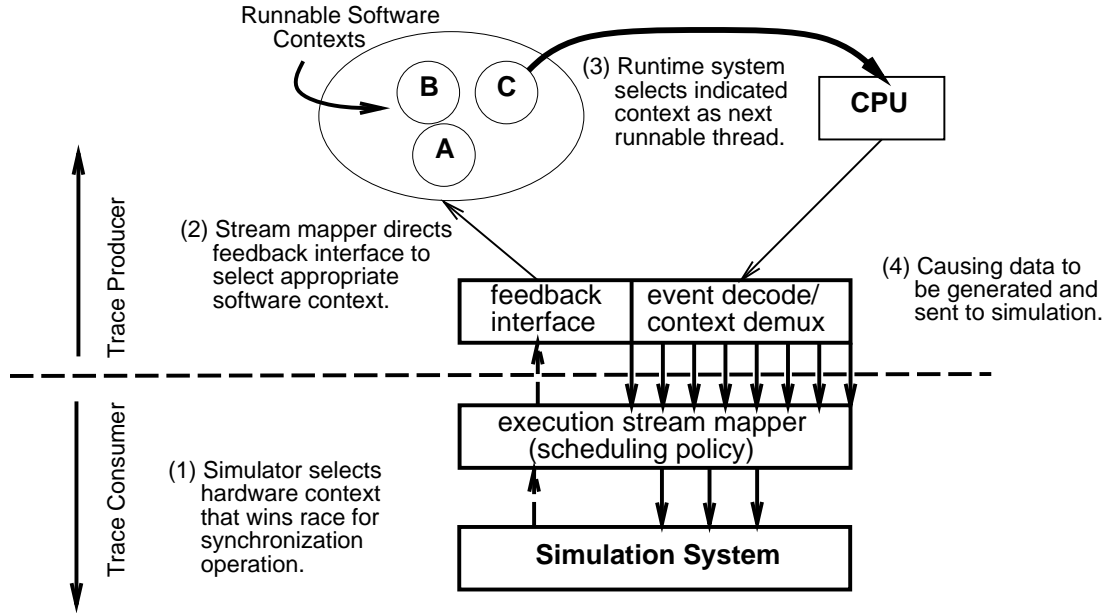 Runnable Software
Contexts
B
C
A
(3) Runtime system
selects indicated
context as next
runnable thread.
CPU
Trace Producer
(2) Stream mapper directs
feedback interface to
select appropriate
software context.
feedback
interface
event decode/
context demux
(4) Causing data to
be generated and
sent to simulation.
Trace Consumer
execution stream mapper
(scheduling policy)
(1) Simulator selects
hardware context
that wins race for
synchronization
operation.
Simulation System